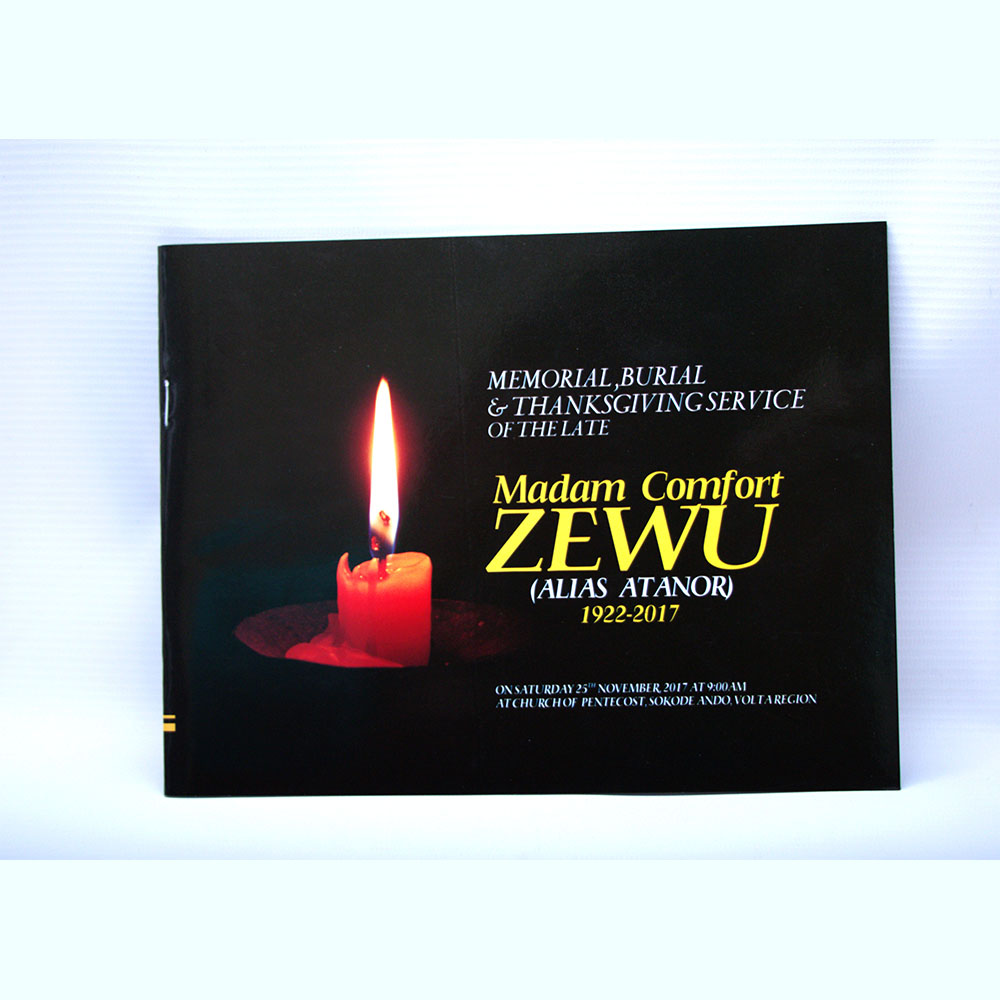 MEMORIAL,BURIAL
& THANKSGIVING SERVICE
OF THE LATE
Madam Comfort
ZEWU
(ALIAS ATANOR)
1922-2017
ON SATURDAY 25TH NOVEMBER, 2017 AT 9:00AM
AT CHURCH OF PENTECOST, SOKODE ANDO, VOLTA REGION